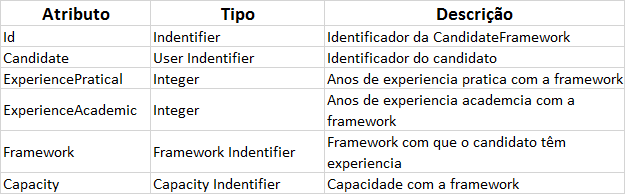 Atributo Tipo Descrição
Id Indentifier Identificador da CandidateFramework
Candidate User Indentifier Identificador do candidato
ExperiencePratical Integer Anos de experiencia pratica com a framework
ExperienceAcademic Integer Anos de experiencia academcia com a
framework
Framework Framework Indentifier Framework com que o candidato têm
experiencia
Capacity Capacity Indentifier Capacidade com a framework